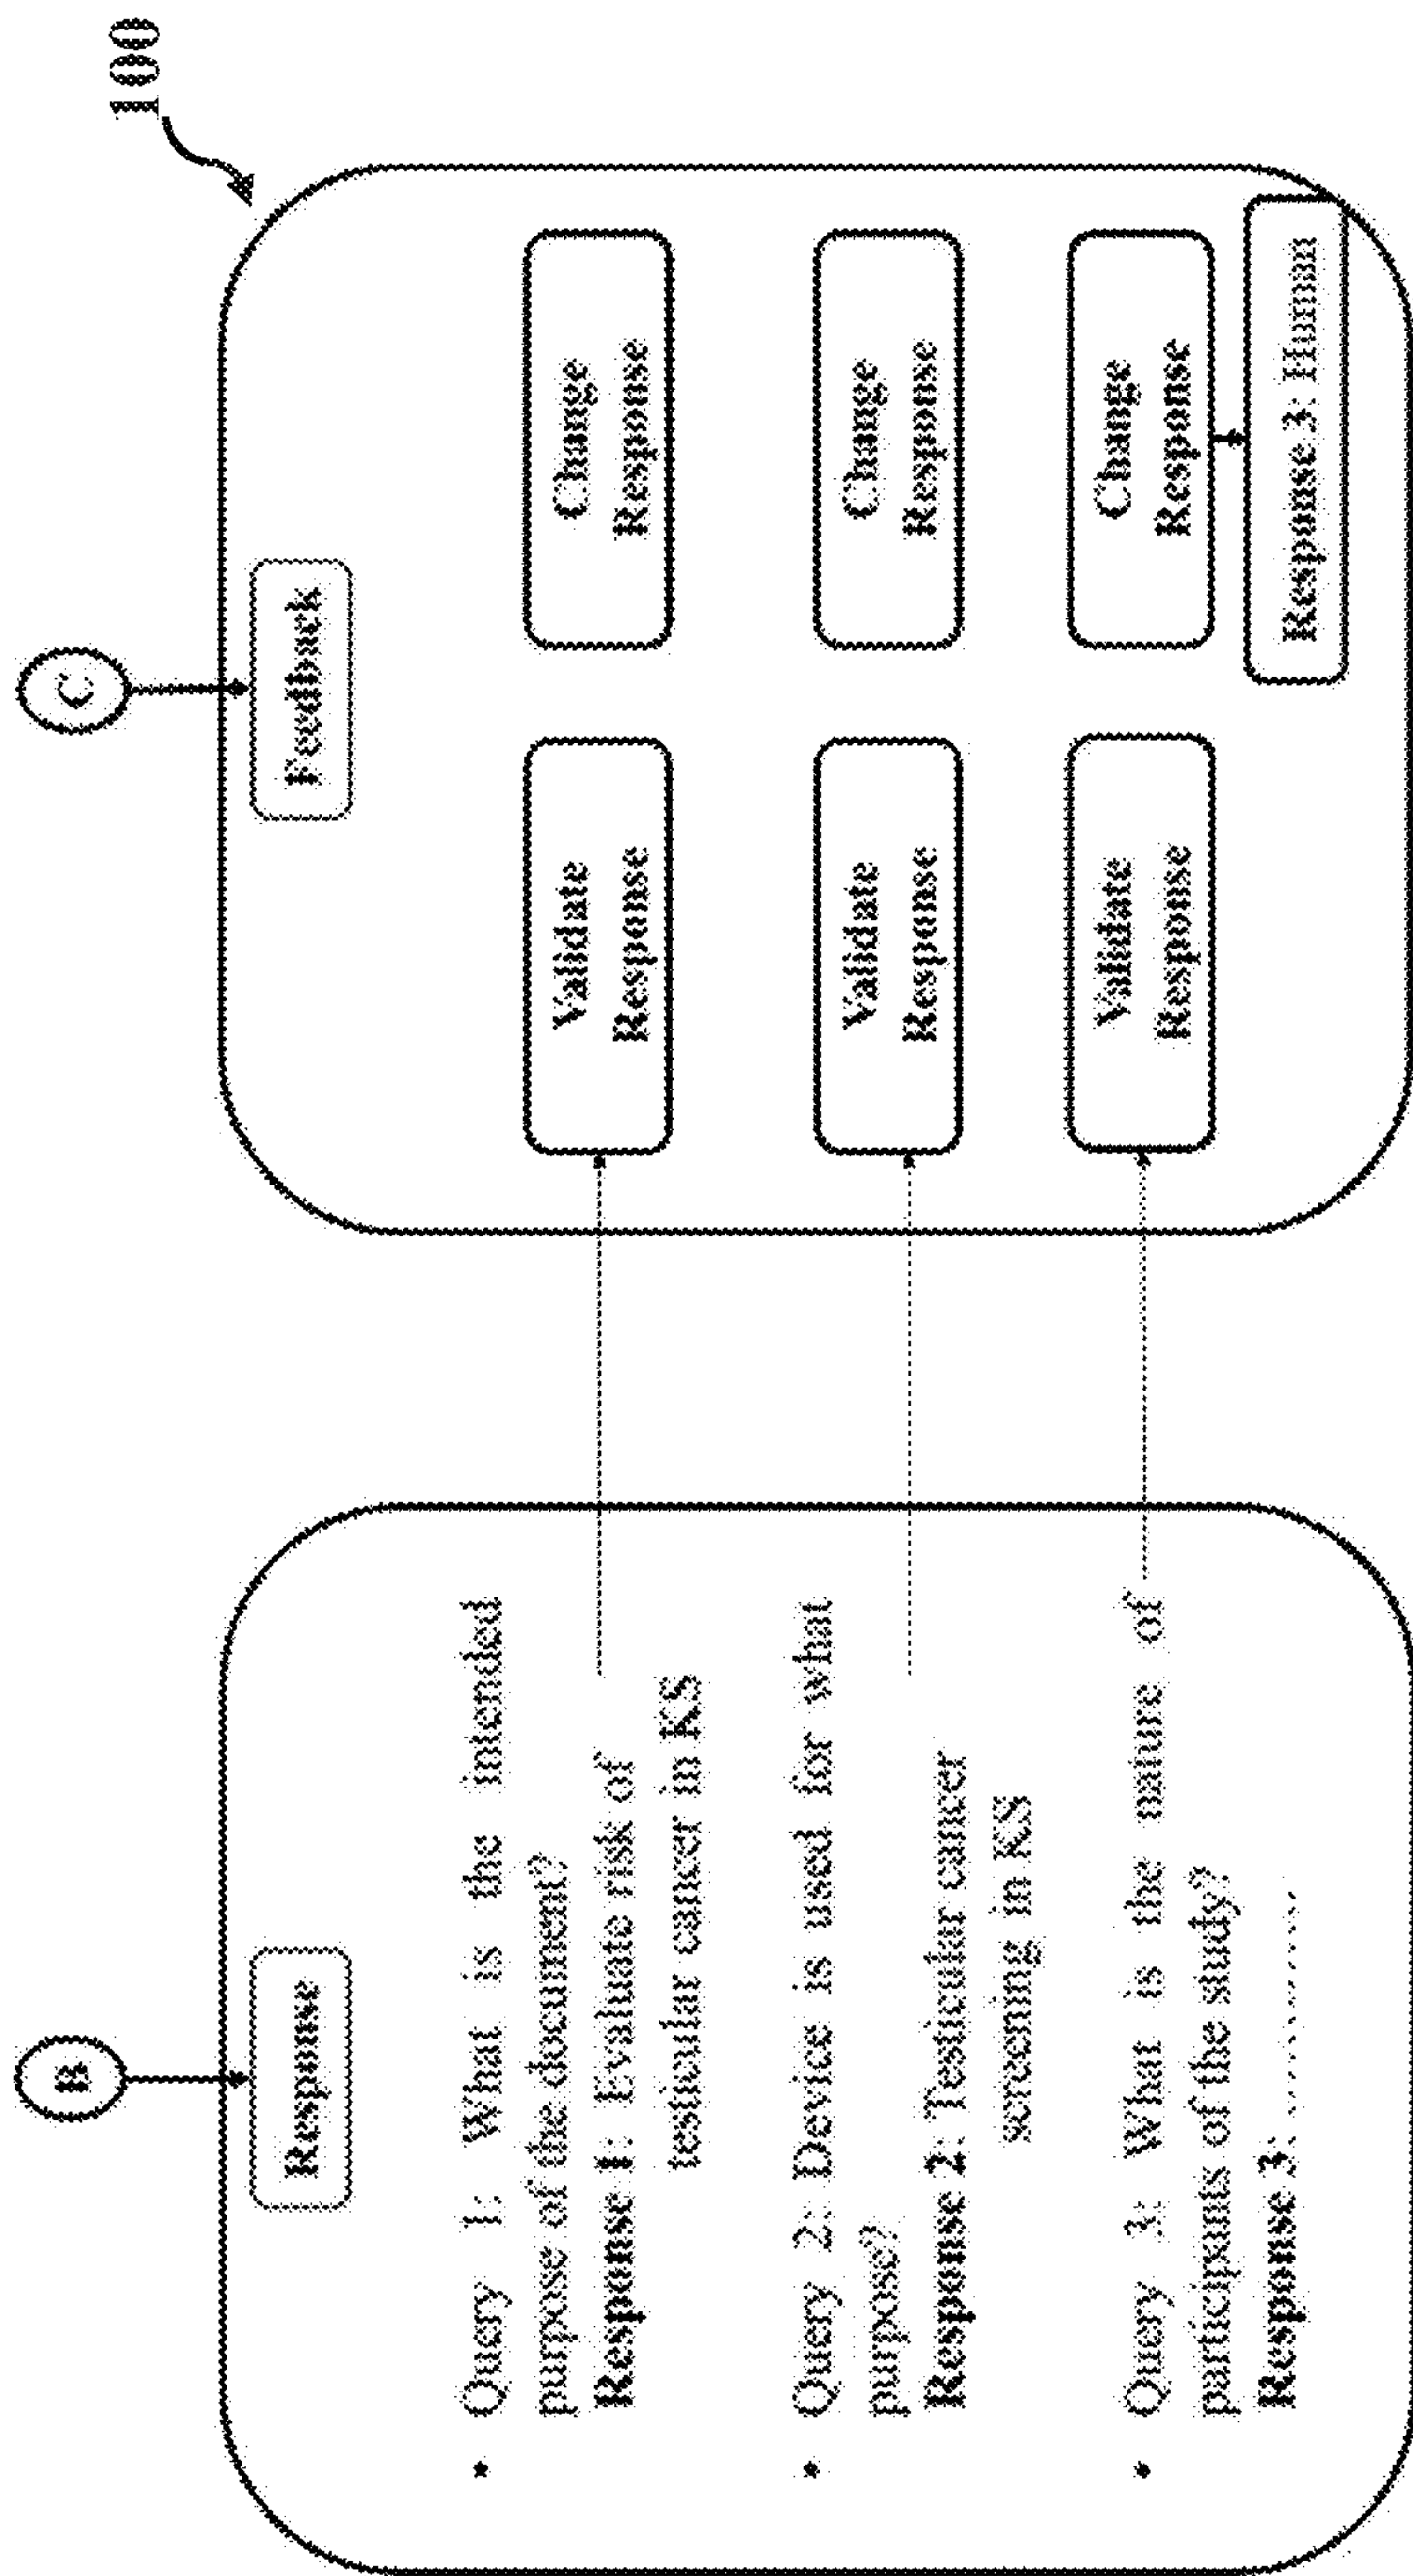 100
B
Response
• Query 1: What is the intended
purpose of the document?
Response 1: Evaluate risk of
testicular cancer in KS
• Query 2: Device is used for what
purpose?
Response 2: Testicular cancer
screening in KS
• Query 3: What is the nature of
participants of the study?
Response 3: ............
C
Feedback
Validate
Response
Change
Response
Validate
Response
Change
Response
Validate
Response
Change
Response
Response 3: Human